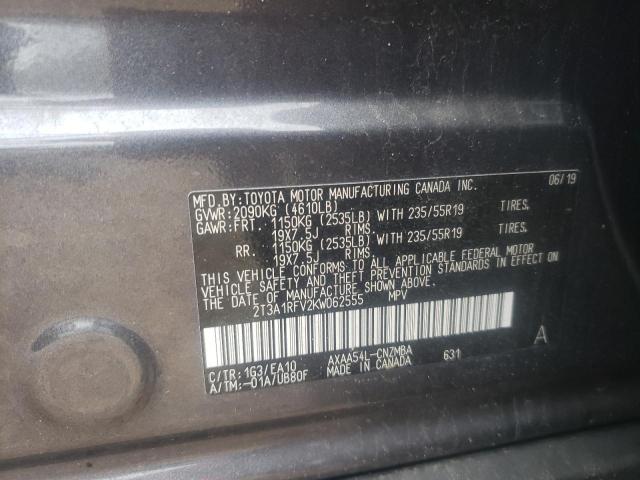 MFD.BY:TOYOTA MOTOR MANUFACTURING CANADA INC. 06/19
GVWR:2090KG (4610LB)
GAWR:FRT. 1150KG (2535LB) WITH 235/55R19 TIRES.
19X7.5J RIMS.
RR. 1150KG (2535LB) WITH 235/55R19 TIRES.
19X7.5J RIMS.
THIS VEHICLE CONFORMS TO ALL APPLICABLE FEDERAL MOTOR
VEHICLE SAFETY AND THEFT PREVENTION STANDARDS IN EFFECT
ON THE DATE OF MANUFACTURE SHOWN ABOVE.
2T3A1RFV2KW062555 MPV
C/TR:1G3/EA10 AXAA54L-CNZMBA 631 A
A/TM:-01A/UB80F MADE IN CANADA